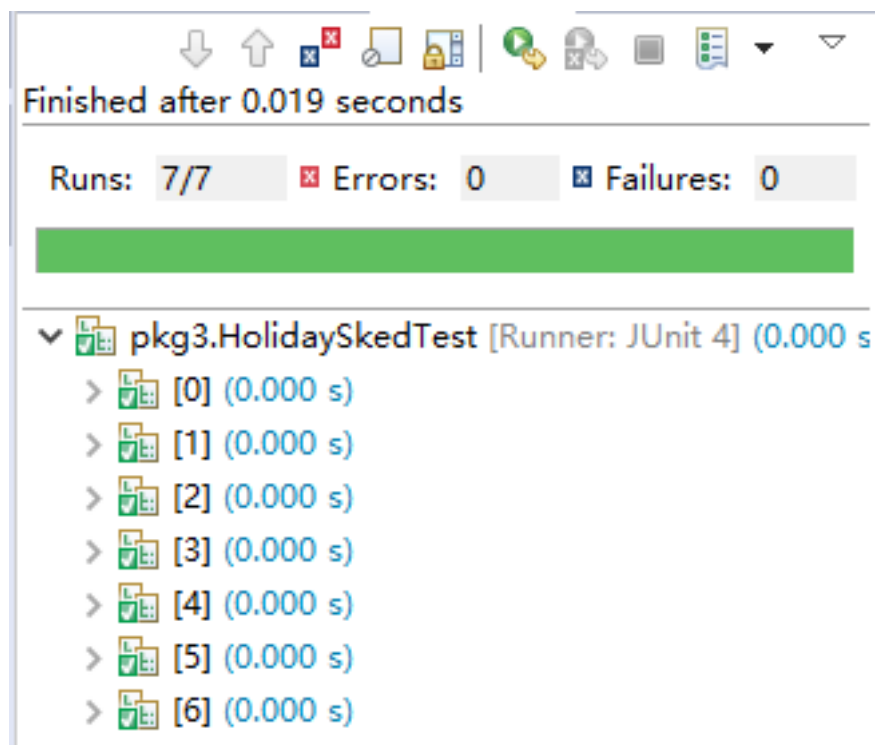 Finished after 0.019 seconds
Runs: 7/7 Errors: 0 Failures: 0
pkg3.HolidaySkedTest [Runner: JUnit 4] (0.000 s
[0] (0.000 s)
[1] (0.000 s)
[2] (0.000 s)
[3] (0.000 s)
[4] (0.000 s)
[5] (0.000 s)
[6] (0.000 s)